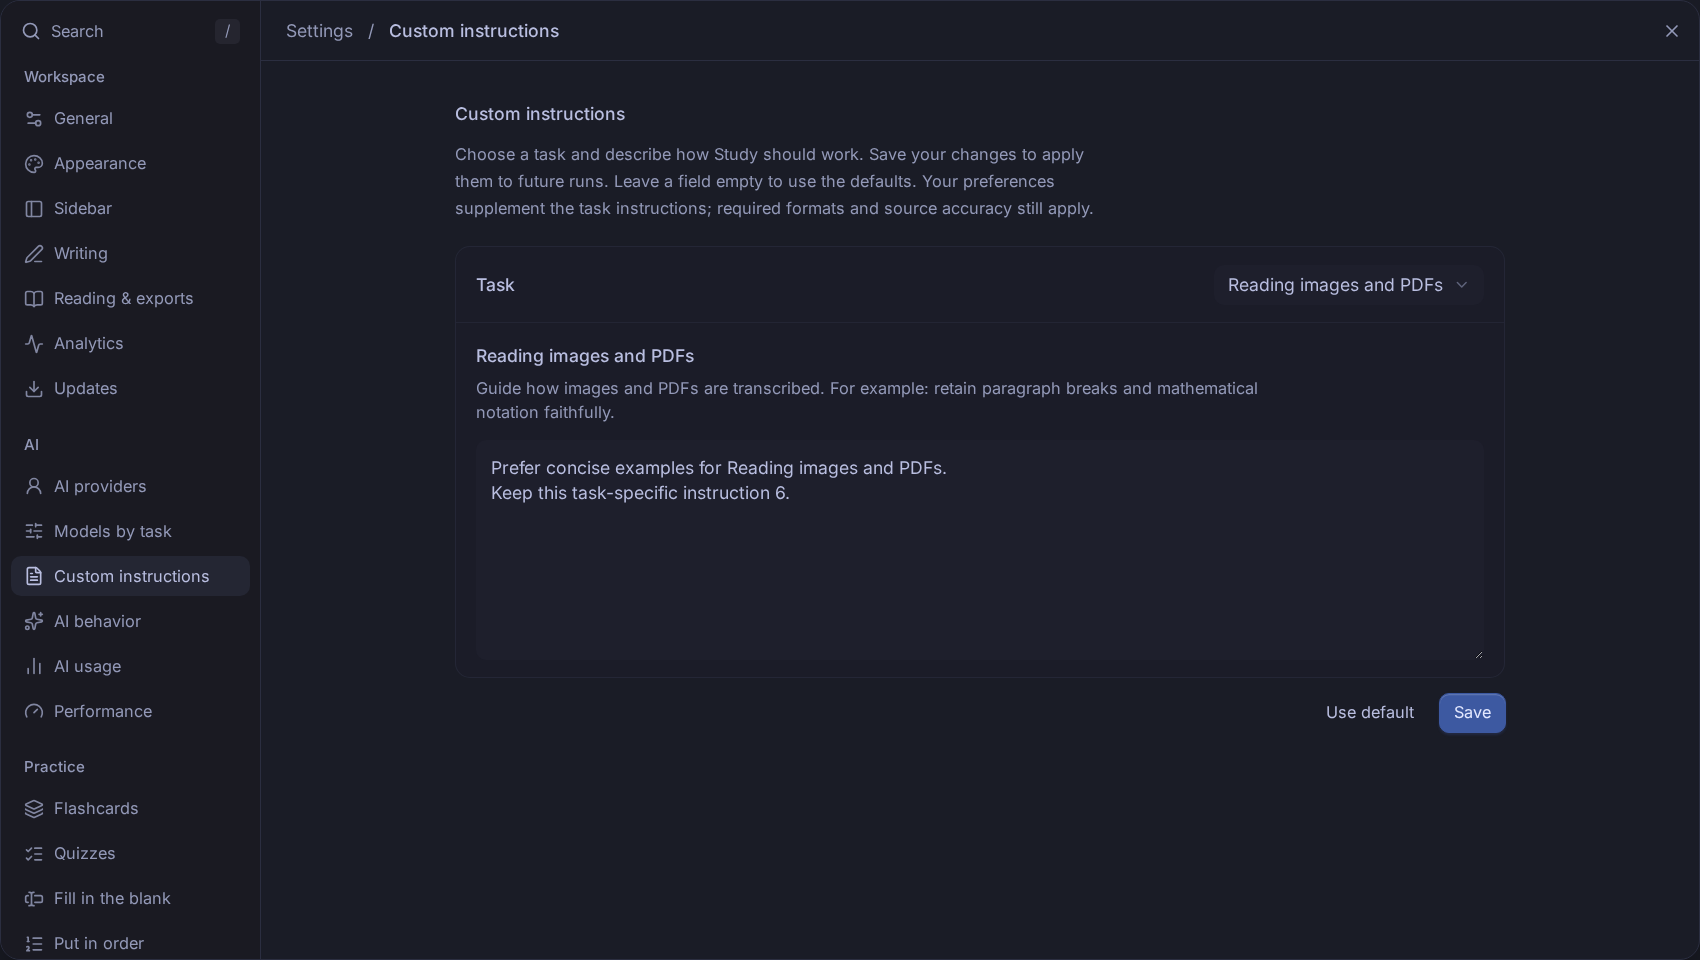 Search
/
Workspace
General
Appearance
Sidebar
Writing
Reading & exports
Analytics
Updates
AI
AI providers
Models by task
Custom instructions
AI behavior
AI usage
Performance
Practice
Flashcards
Quizzes
Fill in the blank
Put in order
Settings / Custom instructions
Custom instructions
Choose a task and describe how Study should work. Save your changes to apply
them to future runs. Leave a field empty to use the defaults. Your preferences
supplement the task instructions; required formats and source accuracy still apply.
Task
Reading images and PDFs
Reading images and PDFs
Guide how images and PDFs are transcribed. For example: retain paragraph breaks and mathematical
notation faithfully.
Prefer concise examples for Reading images and PDFs.
Keep this task-specific instruction 6.
Use default
Save